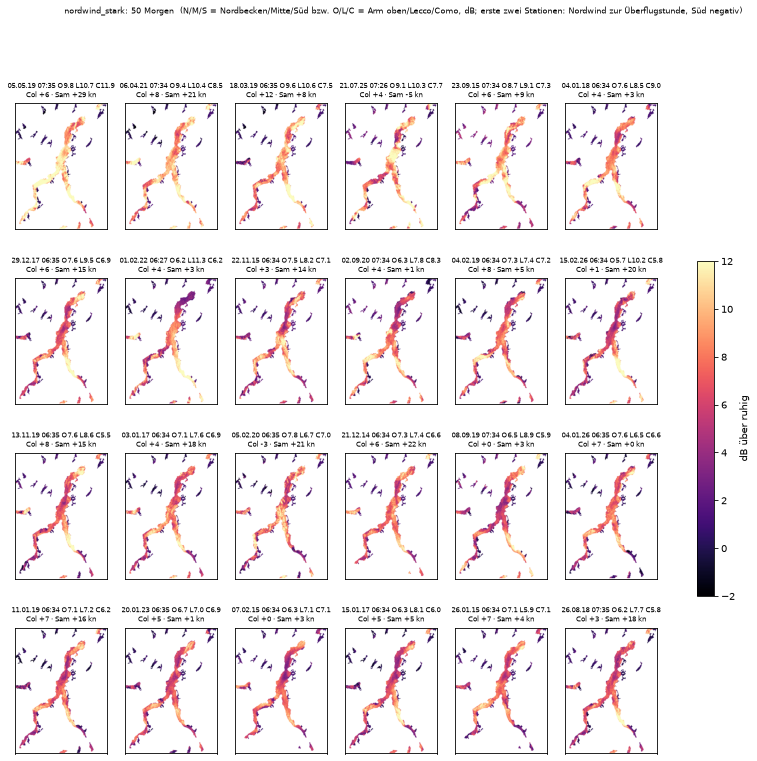 nordwind_stark: 50 Morgen (N/M/S = Nordbecken/Mitte/Süd bzw. O/L/C = Arm oben/Lecco/Como, dB; erste zwei Stationen: Nordwind zur Überflugstunde, Süd negativ)
05.05.19 07:35 O9.8 L10.7 C11.9
Col +6 · Sam +29 kn
06.04.21 07:34 O9.4 L10.4 C8.5
Col +8 · Sam +21 kn
18.03.19 06:35 O9.6 L10.6 C7.5
Col +12 · Sam +8 kn
21.07.25 07:26 O9.1 L10.3 C7.7
Col +4 · Sam -5 kn
23.09.15 07:34 O8.7 L9.1 C7.3
Col +6 · Sam +9 kn
04.01.18 06:34 O7.6 L8.5 C9.0
Col +4 · Sam +3 kn
29.12.17 06:35 O7.6 L9.5 C6.9
Col +6 · Sam +15 kn
01.02.22 06:27 O6.2 L11.3 C6.2
Col +4 · Sam +3 kn
22.11.15 06:34 O7.5 L8.2 C7.1
Col +3 · Sam +14 kn
02.09.20 07:34 O6.3 L7.8 C8.3
Col +4 · Sam +1 kn
04.02.19 06:34 O7.3 L7.4 C7.2
Col +8 · Sam +5 kn
15.02.26 06:34 O5.7 L10.2 C5.8
Col +1 · Sam +20 kn
13.11.19 06:35 O7.6 L8.6 C5.5
Col +8 · Sam +15 kn
03.01.17 06:34 O7.1 L7.6 C6.9
Col +4 · Sam +18 kn
05.02.20 06:35 O7.8 L6.7 C7.0
Col -3 · Sam +21 kn
21.12.14 06:34 O7.3 L7.4 C6.6
Col +6 · Sam +22 kn
08.09.19 07:34 O6.5 L8.9 C5.9
Col +0 · Sam +3 kn
04.01.26 06:35 O7.6 L6.5 C6.6
Col +7 · Sam +0 kn
11.01.19 06:34 O7.1 L7.2 C6.2
Col +7 · Sam +16 kn
20.01.23 06:35 O6.7 L7.0 C6.9
Col +5 · Sam +1 kn
07.02.15 06:34 O6.3 L7.1 C7.1
Col +0 · Sam +3 kn
15.01.17 06:34 O6.3 L8.1 C6.0
Col +5 · Sam +5 kn
26.01.15 06:34 O7.1 L5.9 C7.1
Col +7 · Sam +4 kn
26.08.18 07:35 O6.2 L7.7 C5.8
Col +3 · Sam +18 kn
12
10
8
6
4
2
0
−2
dB über ruhig